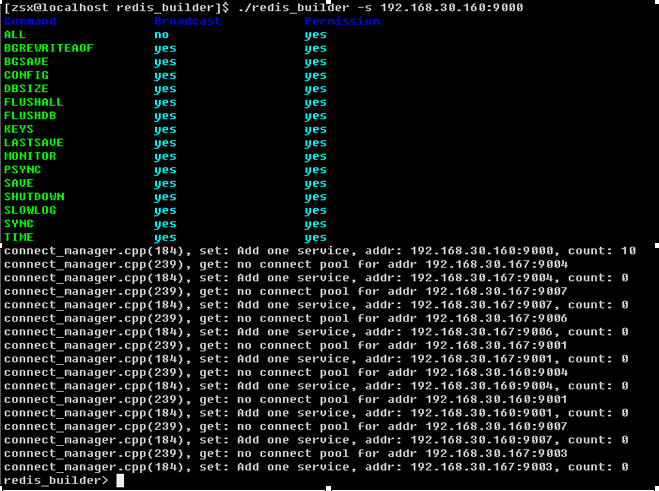 [zsx@localhost redis_builder]$ ./redis_builder -s 192.168.30.160:9000
Command Broadcast Permission
ALL no yes
BGREWRITEAOF yes yes
BGSAVE yes yes
CONFIG yes yes
DBSIZE yes yes
FLUSHALL yes yes
FLUSHDB yes yes
KEYS yes yes
LASTSAVE yes yes
MONITOR yes yes
PSYNC yes yes
SAVE yes yes
SHUTDOWN yes yes
SLOWLOG yes yes
SYNC yes yes
TIME yes yes
connect_manager.cpp(184), set: Add one service, addr: 192.168.30.160:9000, count: 10
connect_manager.cpp(239), get: no connect pool for addr 192.168.30.167:9004
connect_manager.cpp(184), set: Add one service, addr: 192.168.30.167:9004, count: 0
connect_manager.cpp(239), get: no connect pool for addr 192.168.30.167:9007
connect_manager.cpp(184), set: Add one service, addr: 192.168.30.167:9007, count: 0
connect_manager.cpp(239), get: no connect pool for addr 192.168.30.167:9006
connect_manager.cpp(184), set: Add one service, addr: 192.168.30.167:9006, count: 0
connect_manager.cpp(239), get: no connect pool for addr 192.168.30.167:9001
connect_manager.cpp(184), set: Add one service, addr: 192.168.30.167:9001, count: 0
connect_manager.cpp(239), get: no connect pool for addr 192.168.30.167:9004
connect_manager.cpp(184), set: Add one service, addr: 192.168.30.167:9004, count: 0
connect_manager.cpp(239), get: no connect pool for addr 192.168.30.167:9001
connect_manager.cpp(184), set: Add one service, addr: 192.168.30.167:9001, count: 0
connect_manager.cpp(239), get: no connect pool for addr 192.168.30.167:9007
connect_manager.cpp(184), set: Add one service, addr: 192.168.30.167:9007, count: 0
connect_manager.cpp(239), get: no connect pool for addr 192.168.30.167:9003
connect_manager.cpp(184), set: Add one service, addr: 192.168.30.167:9003, count: 0
redis_builder>